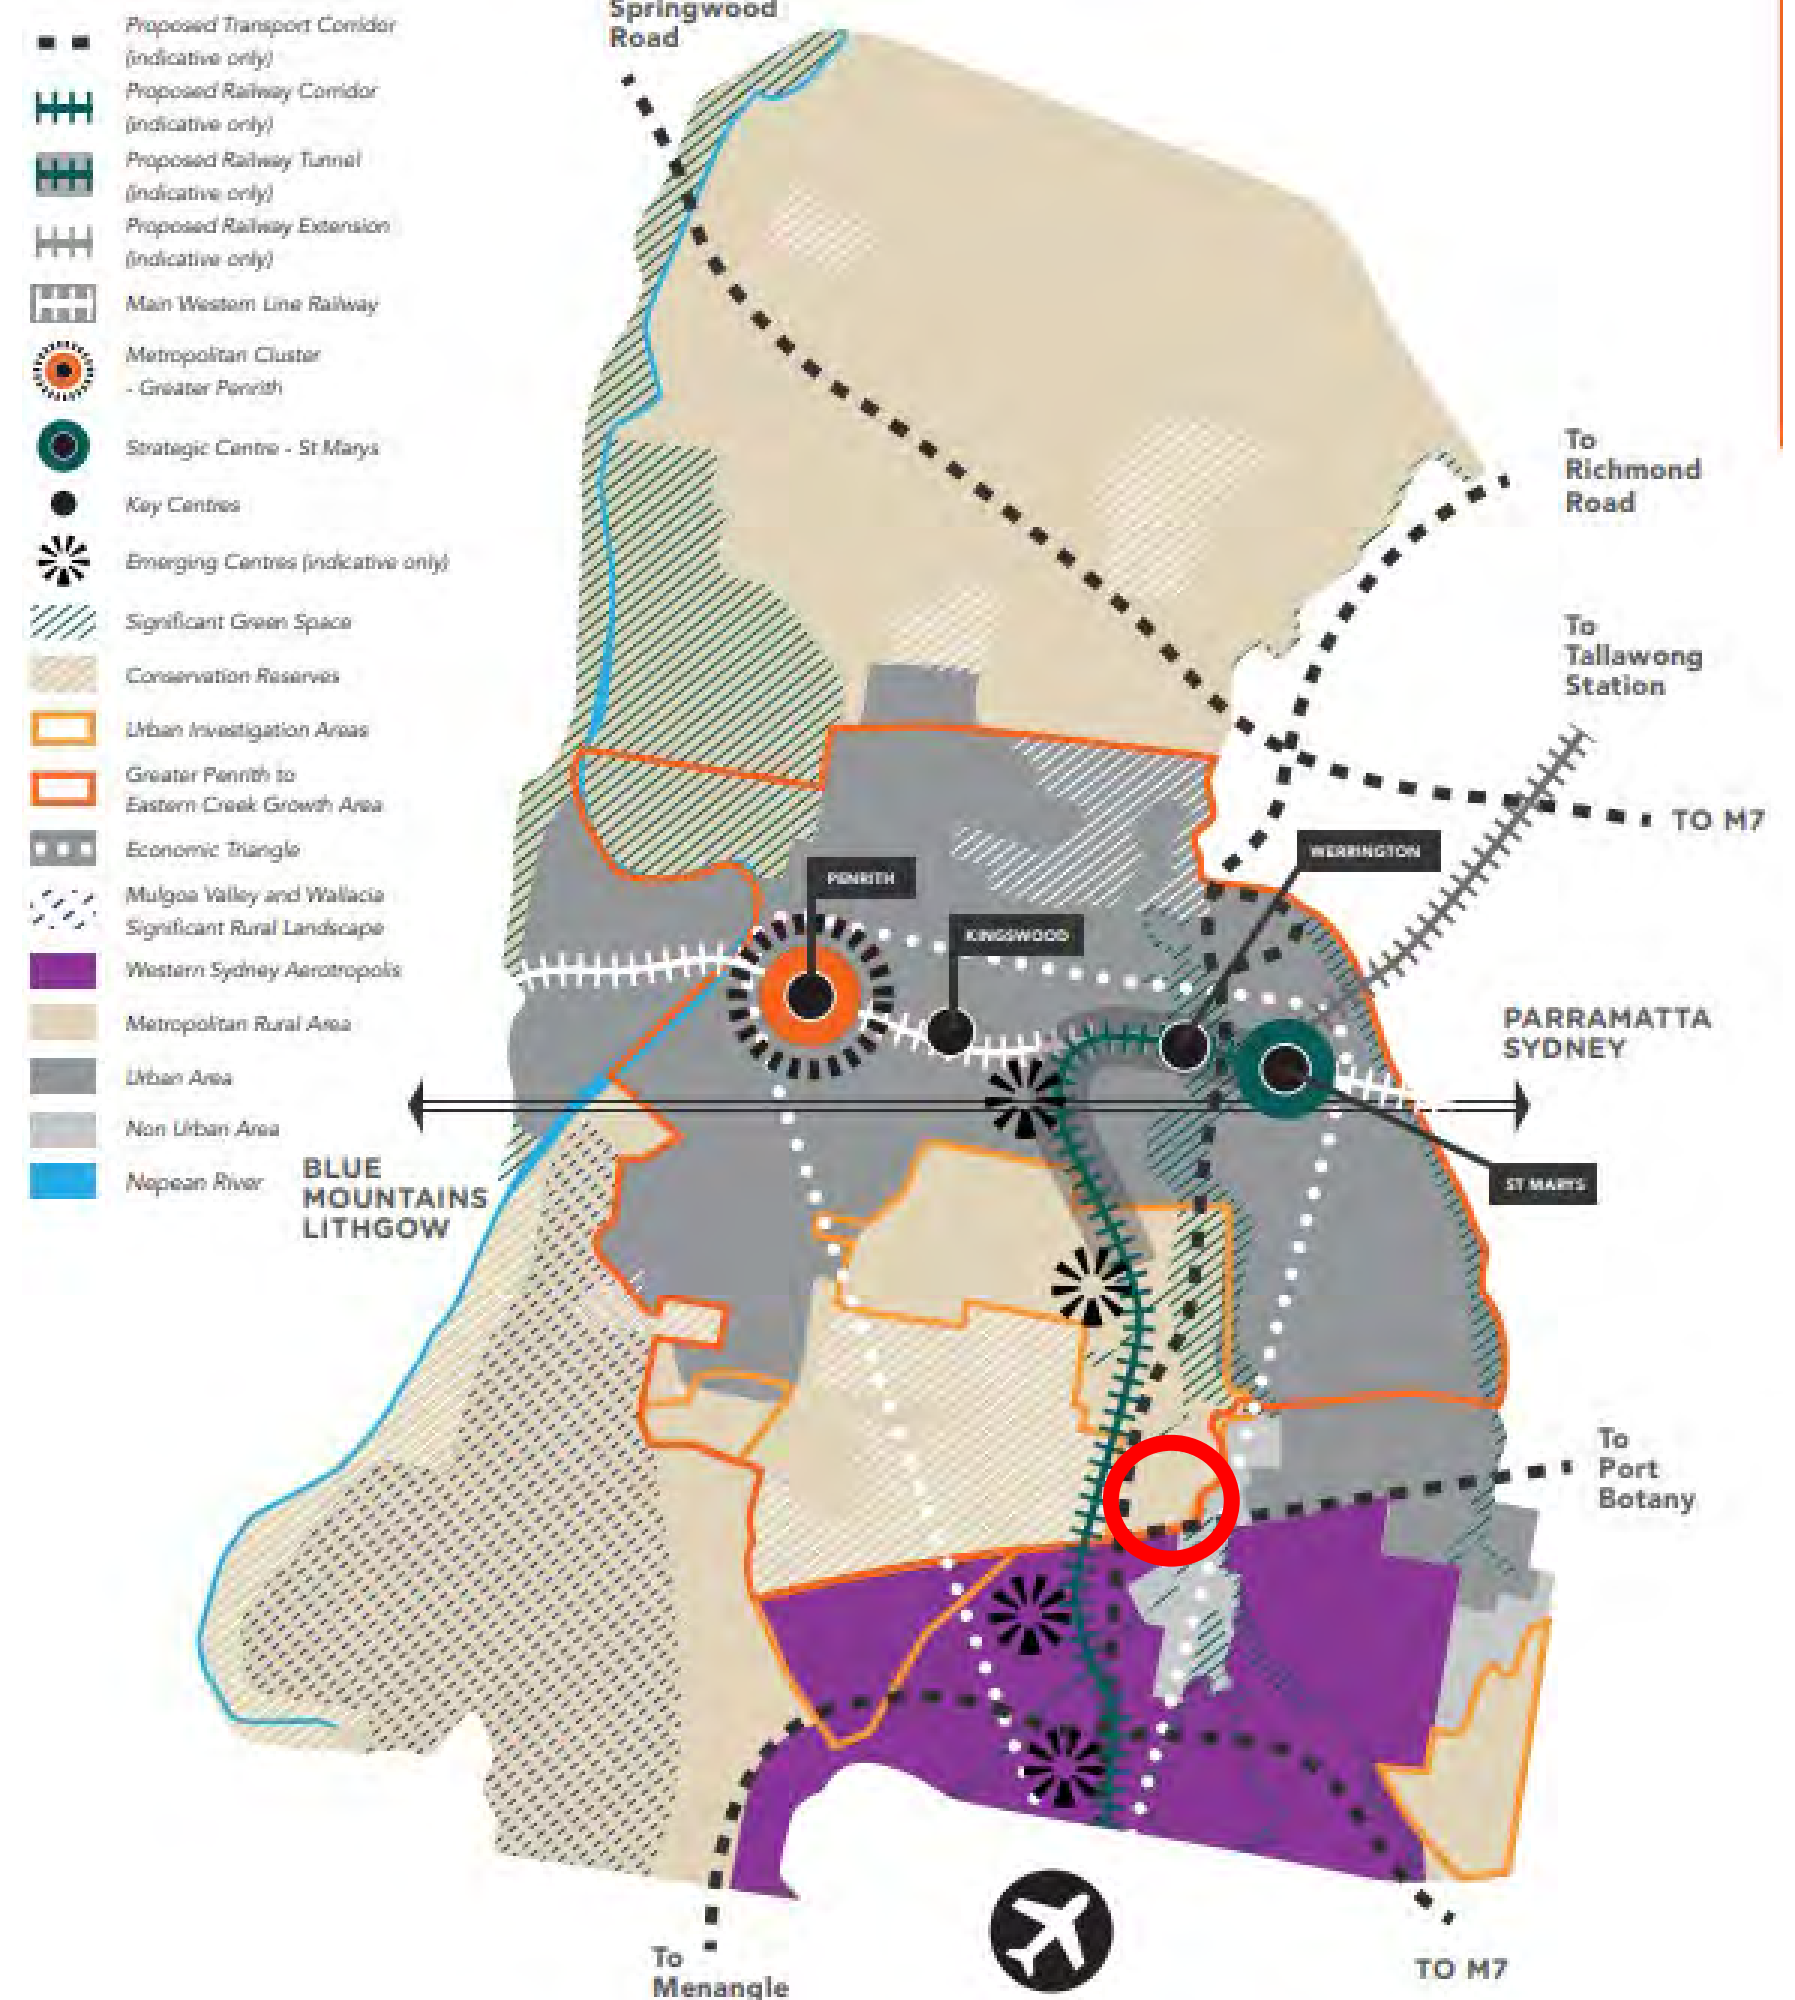 Springwood
Road
Proposed Transport Corridor
(indicative only)
Proposed Railway Corridor
(indicative only)
Proposed Railway Tunnel
(indicative only)
Proposed Railway Extension
(indicative only)
Main Western Line Railway
Metropolitan Cluster
- Greater Penrith
Strategic Centre - St Marys
Key Centres
Emerging Centres (indicative only)
Significant Green Space
Conservation Reserves
Urban Investigation Areas
Greater Penrith to
Eastern Creek Growth Area
Economic Triangle
Mulgoa Valley and Wallacia
Significant Rural Landscape
Western Sydney Aerotropolis
Metropolitan Rural Area
Urban Area
Non Urban Area
Nepean River
To
Richmond
Road
To
Tallawong
Station
TO M7
WERRINGTON
PENRITH
KINGSWOOD
PARRAMATTA
SYDNEY
ST MARYS
BLUE
MOUNTAINS
LITHGOW
To
Port
Botany
To
Menangle
TO M7